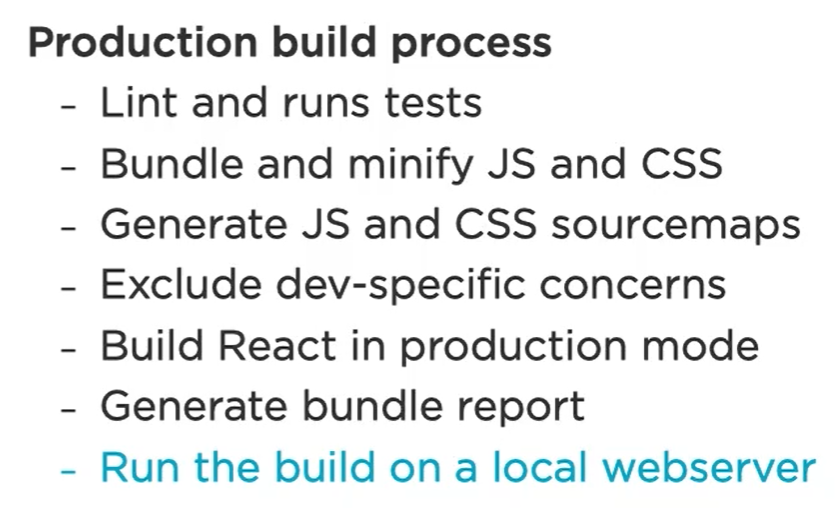 Production build process
- Lint and runs tests
- Bundle and minify JS and CSS
- Generate JS and CSS sourcemaps
- Exclude dev-specific concerns
- Build React in production mode
- Generate bundle report
- Run the build on a local webserver